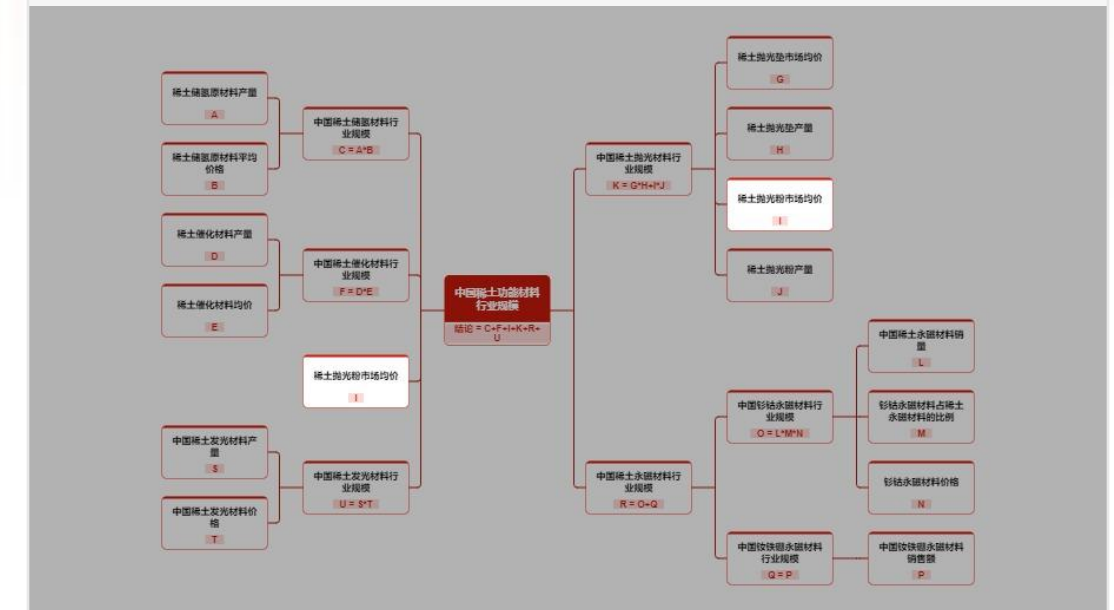 稀土储氢原材料产量
A
稀土储氢原材料平均
价格
B
中国稀土储氢材料行
业规模
C = A*B
稀土催化材料产量
D
稀土催化材料均价
E
中国稀土催化材料行
业规模
F = D*E
稀土抛光粉市场均价
I
中国稀土发光材料产
量
S
中国稀土发光材料价
格
T
中国稀土发光材料行
业规模
U = S*T
中国稀土功能材料
行业规模
结论 = C+F+I+K+R+
U
中国稀土抛光材料行
业规模
K = G*H+I*J
稀土抛光垫市场均价
G
稀土抛光垫产量
H
稀土抛光粉市场均价
I
稀土抛光粉产量
J
中国稀土永磁材料行
业规模
R = O+Q
中国钐钴永磁材料行
业规模
O = L*M*N
中国稀土永磁材料销
量
L
钐钴永磁材料占稀土
永磁材料的比例
M
钐钴永磁材料价格
N
中国钕铁硼永磁材料
行业规模
Q = P
中国钕铁硼永磁材料
销售额
P